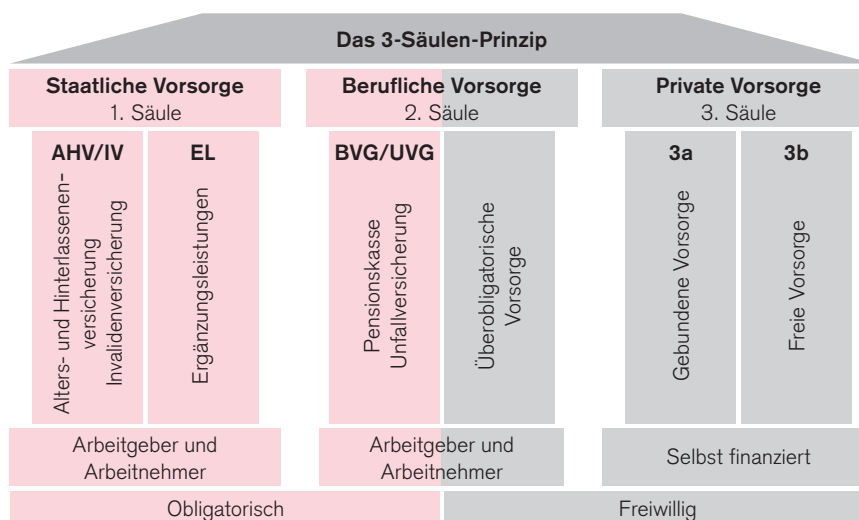 Das 3-Säulen-Prinzip
Staatliche Vorsorge
1. Säule
Berufliche Vorsorge
2. Säule
Private Vorsorge
3. Säule
AHV/IV
Alters- und Hinterlassenen-
versicherung
Invalidenversicherung
EL
Ergänzungsleistungen
BVG/UVG
Pensionskasse
Unfallversicherung
Überobligatorische
Vorsorge
3a
Gebundene Vorsorge
3b
Freie Vorsorge
Arbeitgeber und
Arbeitnehmer
Arbeitgeber und
Arbeitnehmer
Selbst finanziert
Obligatorisch
Freiwillig